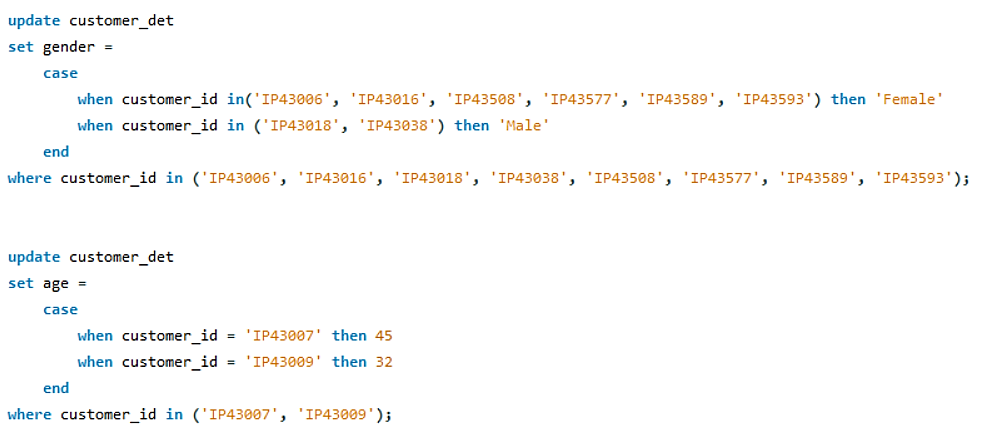 update customer_det
set gender =
    case
        when customer_id in('IP43006', 'IP43016', 'IP43508', 'IP43577', 'IP43589', 'IP43593') then 'Female'
        when customer_id in ('IP43018', 'IP43038') then 'Male'
    end
where customer_id in ('IP43006', 'IP43016', 'IP43018', 'IP43038', 'IP43508', 'IP43577', 'IP43589', 'IP43593');

update customer_det
set age =
    case
        when customer_id = 'IP43007' then 45
        when customer_id = 'IP43009' then 32
    end
where customer_id in ('IP43007', 'IP43009');